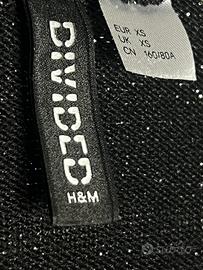 DIVIDED
H&M
EUR XS
UK XS
CN 160/80A
subito